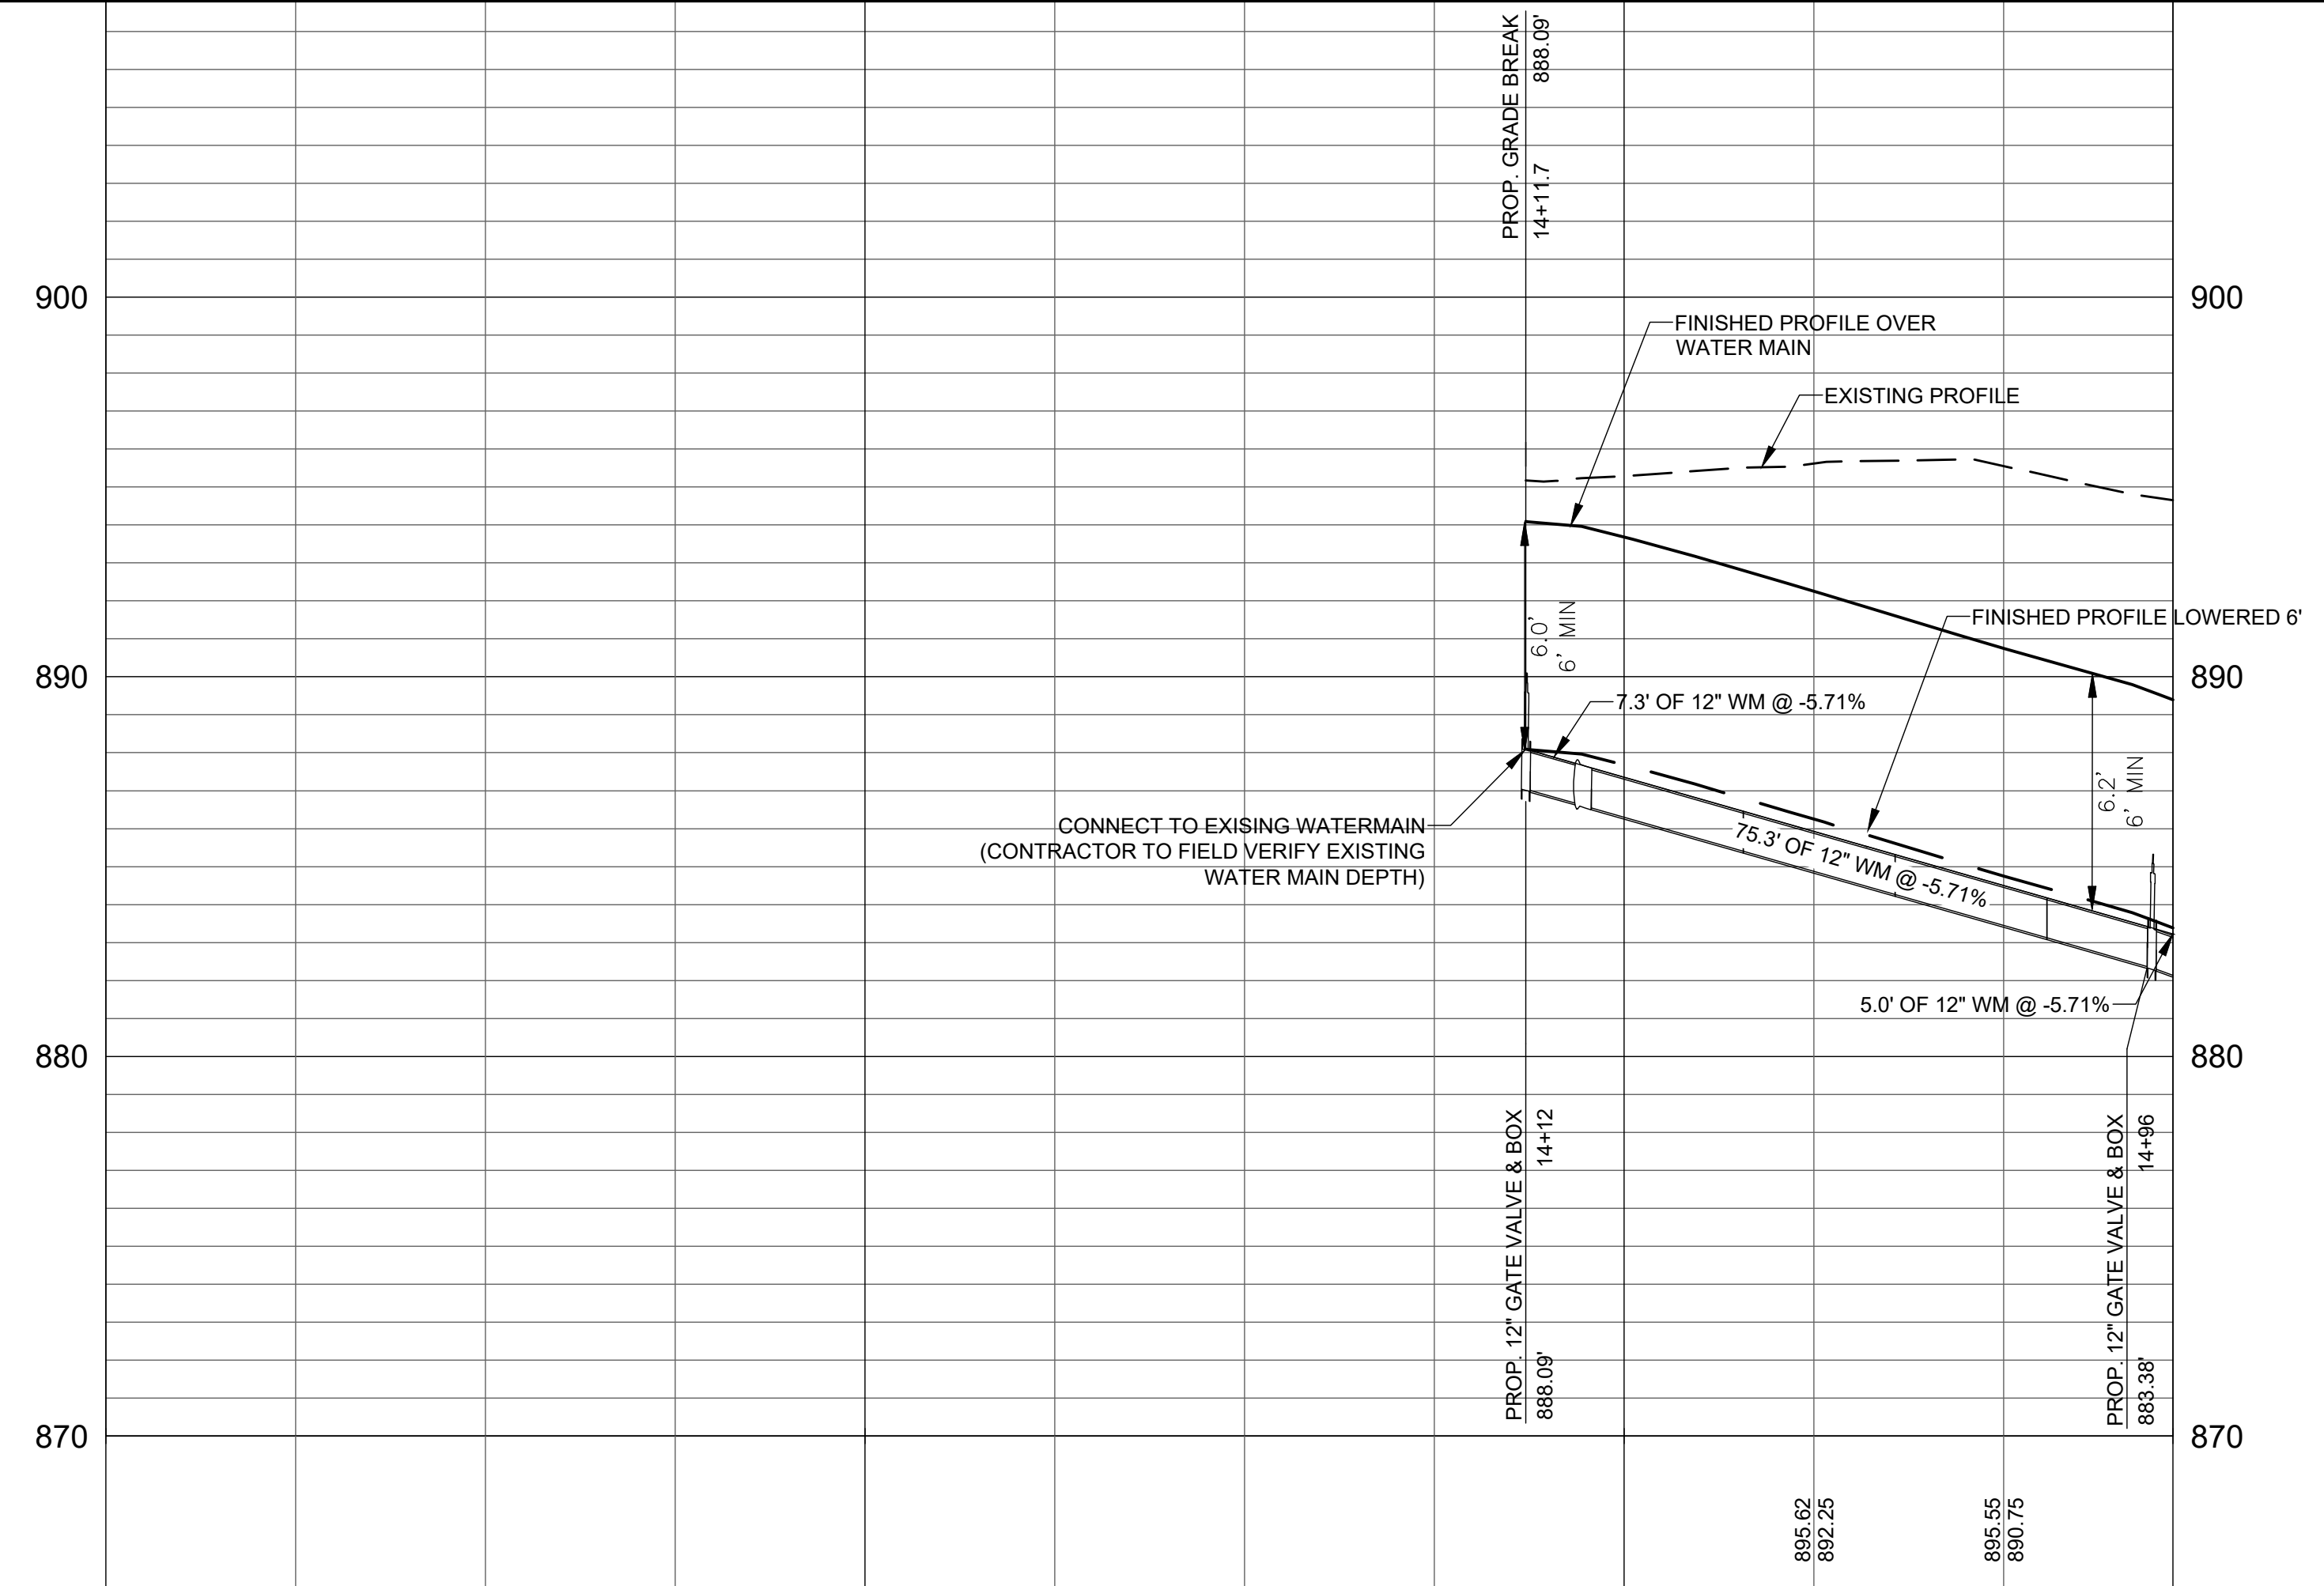 PROP. GRADE BREAK
14+11.7 888.09'
900
900
FINISHED PROFILE OVER
WATER MAIN
EXISTING PROFILE
6.0'
6' MIN
FINISHED PROFILE LOWERED 6'
890
890
7.3' OF 12" WM @ -5.71%
6.2'
6' MIN
CONNECT TO EXISING WATERMAIN
(CONTRACTOR TO FIELD VERIFY EXISTING
WATER MAIN DEPTH)
75.3' OF 12" WM @ -5.71%
5.0' OF 12" WM @ -5.71%
880
880
PROP. 12" GATE VALVE & BOX
888.09' 14+12
PROP. 12" GATE VALVE & BOX
883.38' 14+96
870
870
895.62
892.25
895.55
890.75